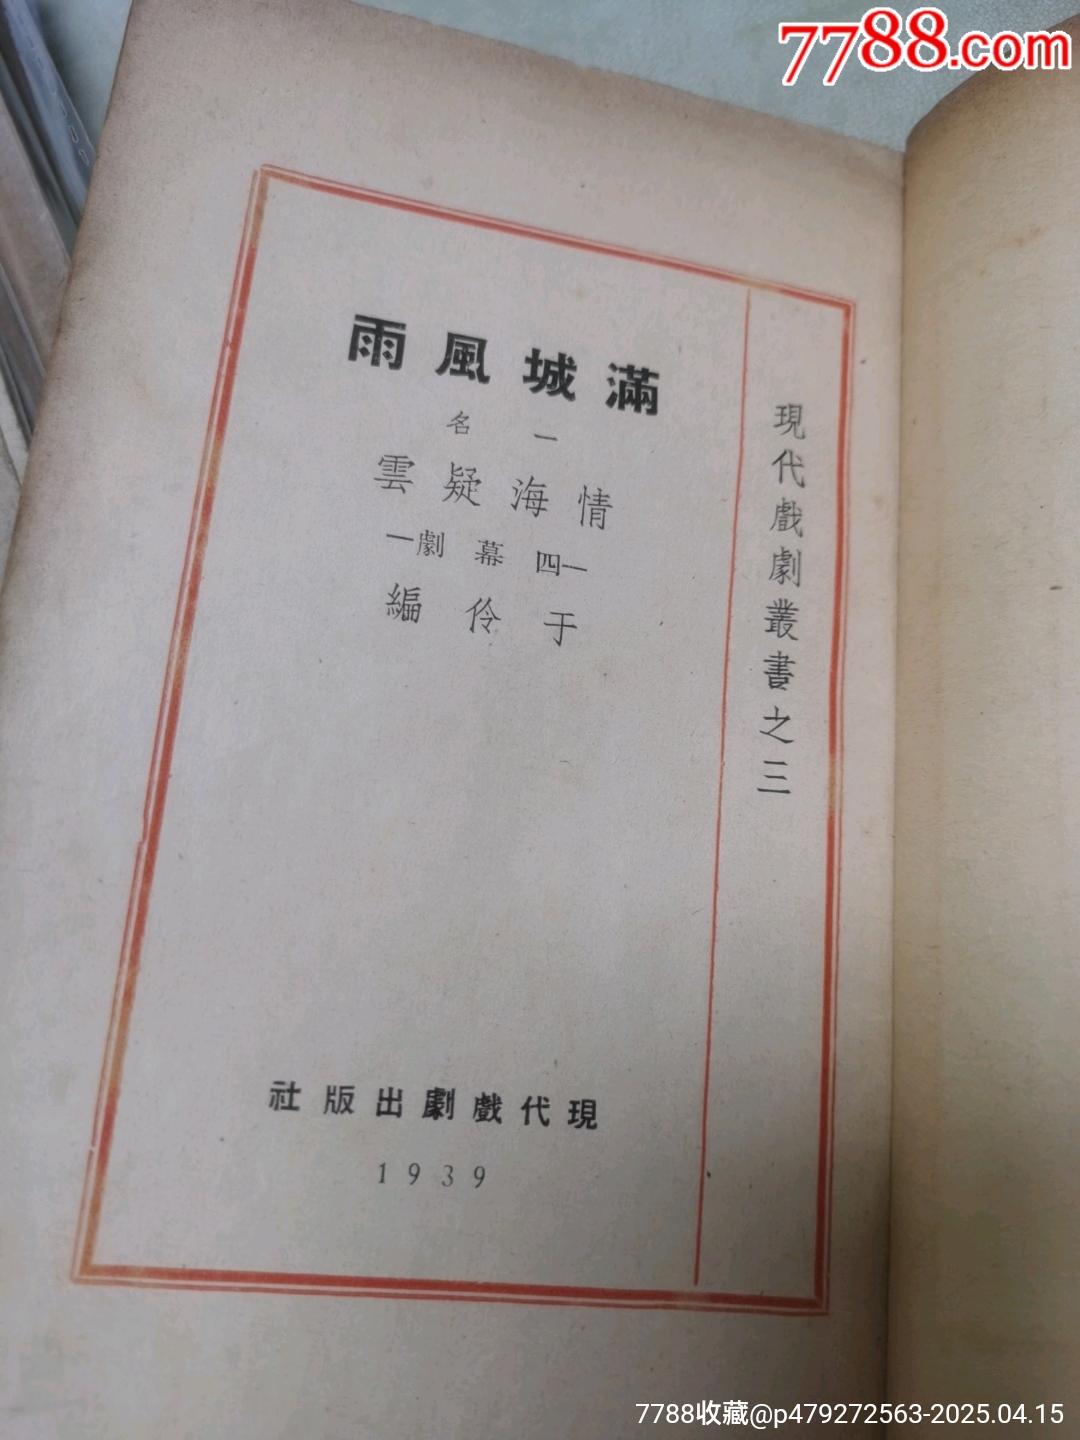 7788.com
現代戲劇叢書之三
滿城風雨
一名
情海疑雲
—四幕劇—
于伶編
現代戲劇出版社
1939
7788收藏@p479272563-2025.04.15